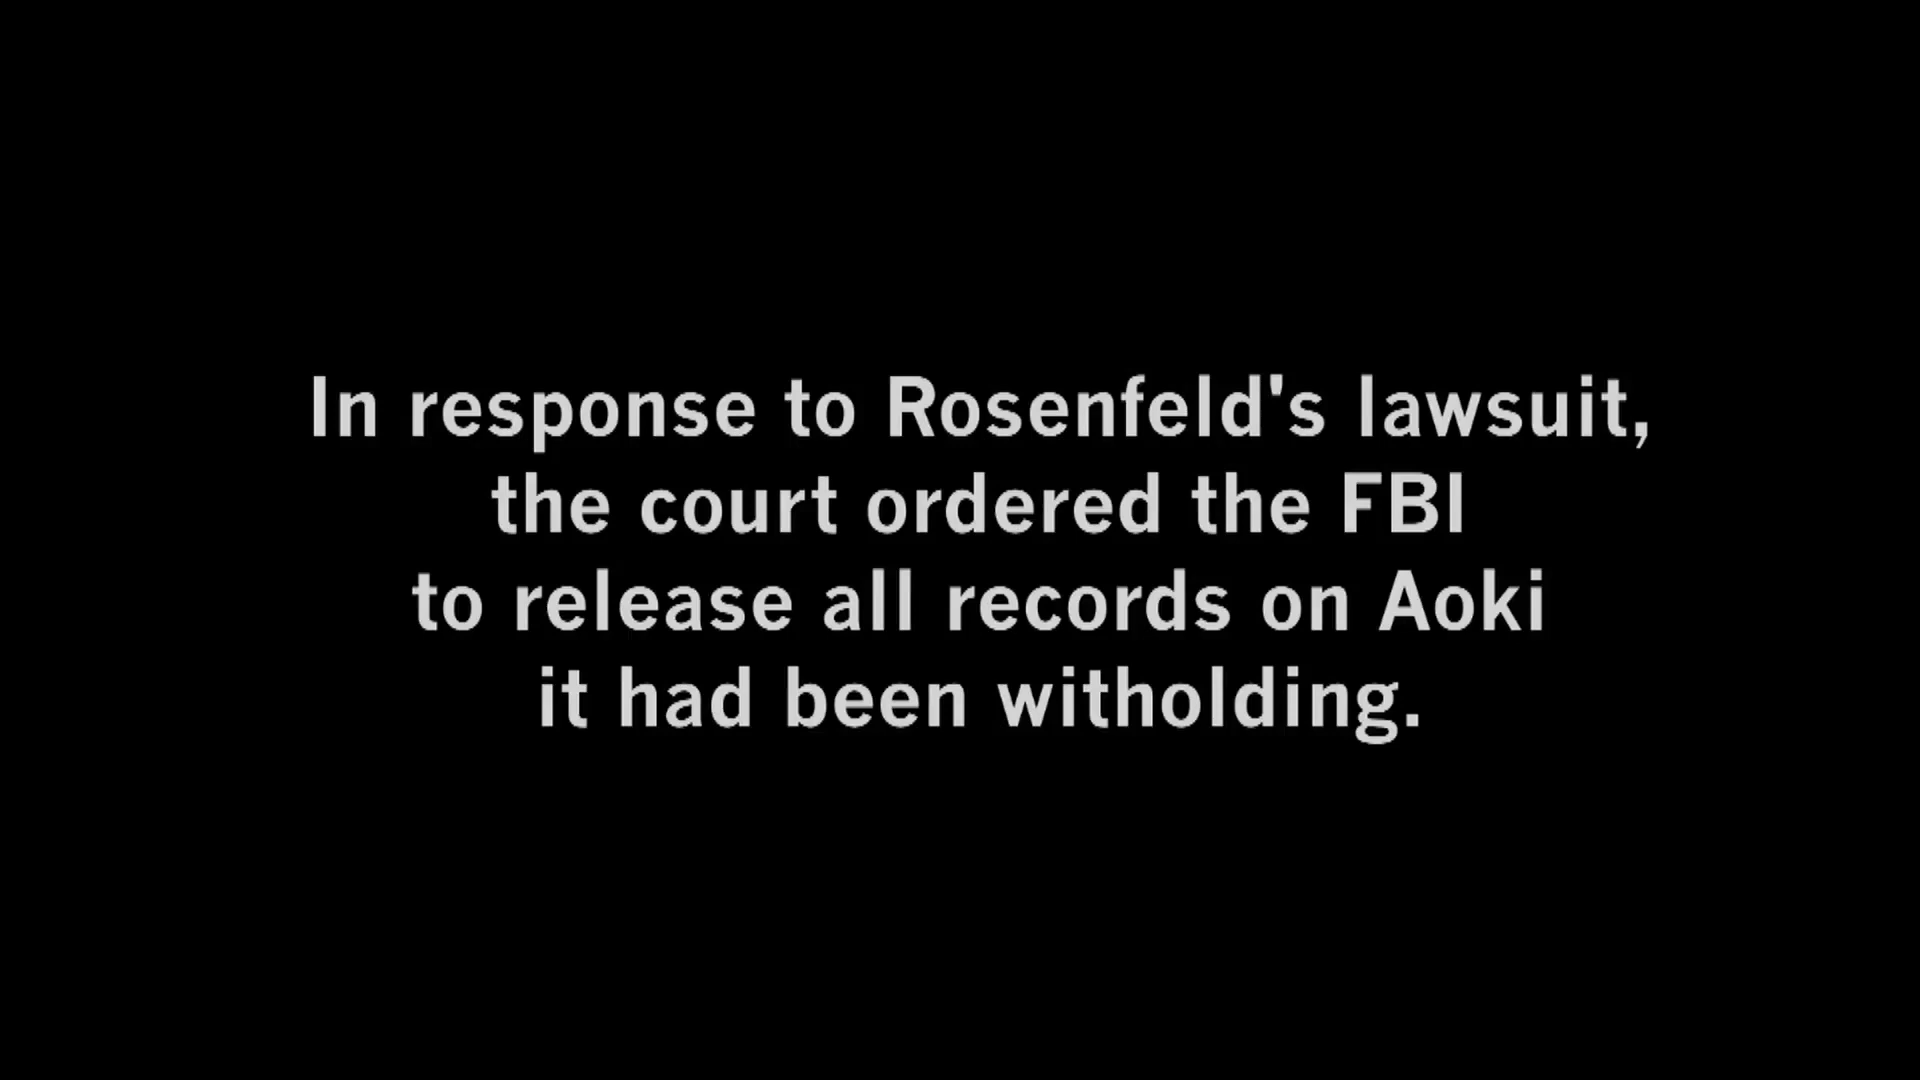 In response to Rosenfeld's lawsuit,
the court ordered the FBI
to release all records on Aoki
it had been witholding.